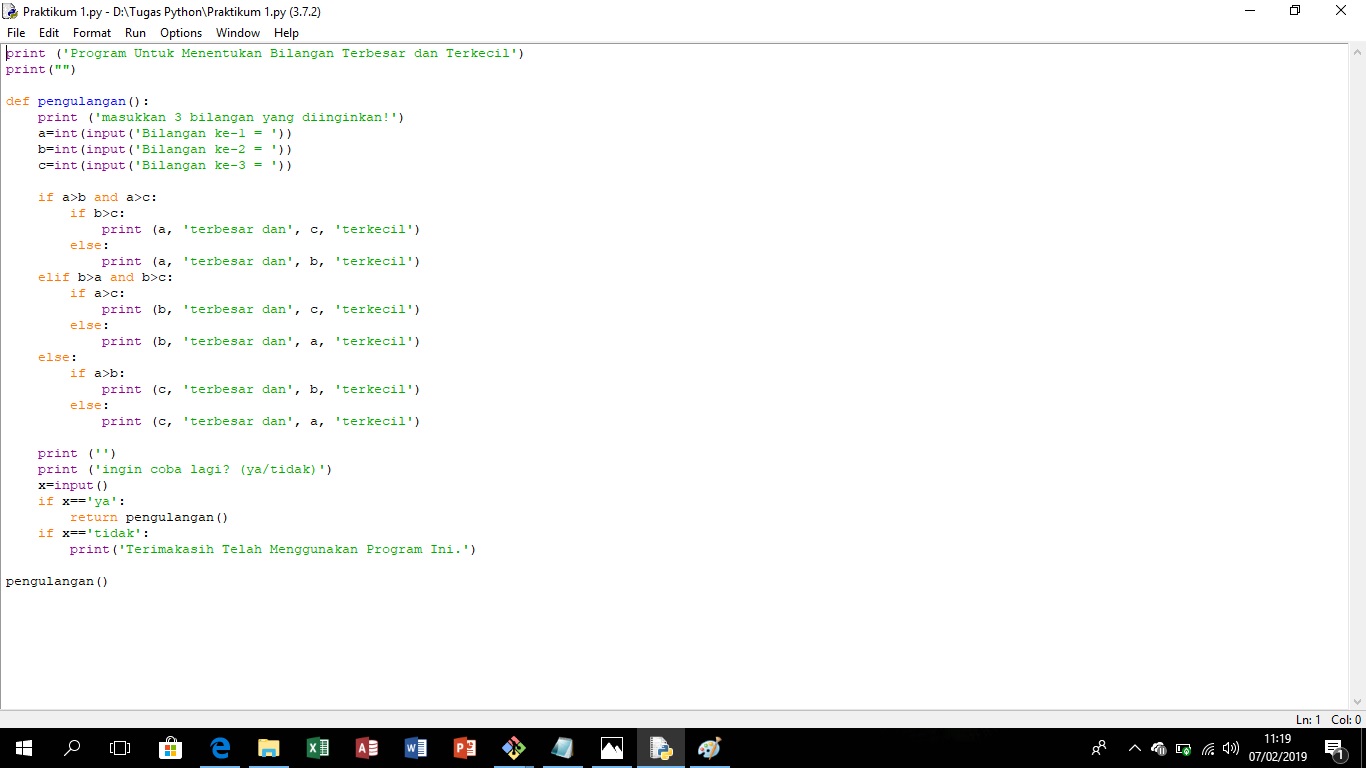 Praktikum 1.py - D:\Tugas Python\Praktikum 1.py (3.7.2)
File Edit Format Run Options Window Help
print ('Program Untuk Menentukan Bilangan Terbesar dan Terkecil')
print("")

def pengulangan():
    print ('masukkan 3 bilangan yang diinginkan!')
    a=int(input('Bilangan ke-1 = '))
    b=int(input('Bilangan ke-2 = '))
    c=int(input('Bilangan ke-3 = '))

    if a>b and a>c:
        if b>c:
            print (a, 'terbesar dan', c, 'terkecil')
        else:
            print (a, 'terbesar dan', b, 'terkecil')
    elif b>a and b>c:
        if a>c:
            print (b, 'terbesar dan', c, 'terkecil')
        else:
            print (b, 'terbesar dan', a, 'terkecil')
    else:
        if a>b:
            print (c, 'terbesar dan', b, 'terkecil')
        else:
            print (c, 'terbesar dan', a, 'terkecil')

    print ('')
    print ('ingin coba lagi? (ya/tidak)')
    x=input()
    if x=='ya':
        return pengulangan()
    if x=='tidak':
        print('Terimakasih Telah Menggunakan Program Ini.')

pengulangan()
Ln: 1 Col: 0
11:19
07/02/2019
1